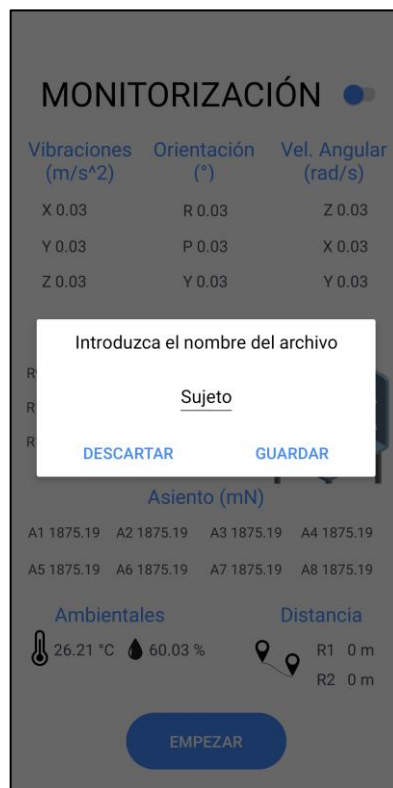 MONITORIZACIÓN
Vibraciones Orientación Vel. Angular
(m/s^2) (°) (rad/s)
X 0.03 R 0.03 Z 0.03
Y 0.03 P 0.03 X 0.03
Z 0.03 Y 0.03 Y 0.03
Introduzca el nombre del archivo
Sujeto
DESCARTAR GUARDAR
Asiento (mN)
A1 1875.19 A2 1875.19 A3 1875.19 A4 1875.19
A5 1875.19 A6 1875.19 A7 1875.19 A8 1875.19
Ambientales Distancia
26.21 °C 60.03 % R1 0 m
R2 0 m
EMPEZAR